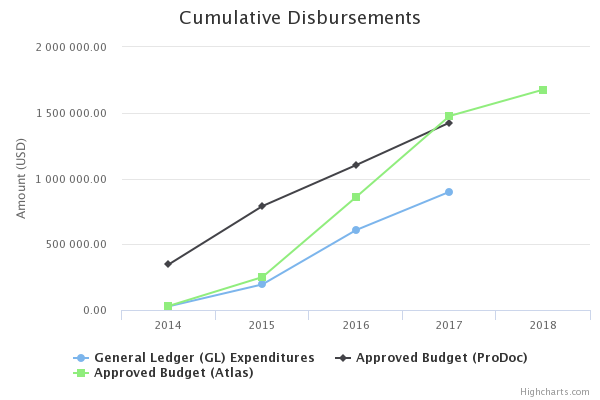 Cumulative Disbursements
2 000 000.00
1 500 000.00
1 000 000.00
500 000.00
0.00
Amount (USD)
2014 2015 2016 2017 2018
General Ledger (GL) Expenditures Approved Budget (ProDoc)
Approved Budget (Atlas)
Highcharts.com